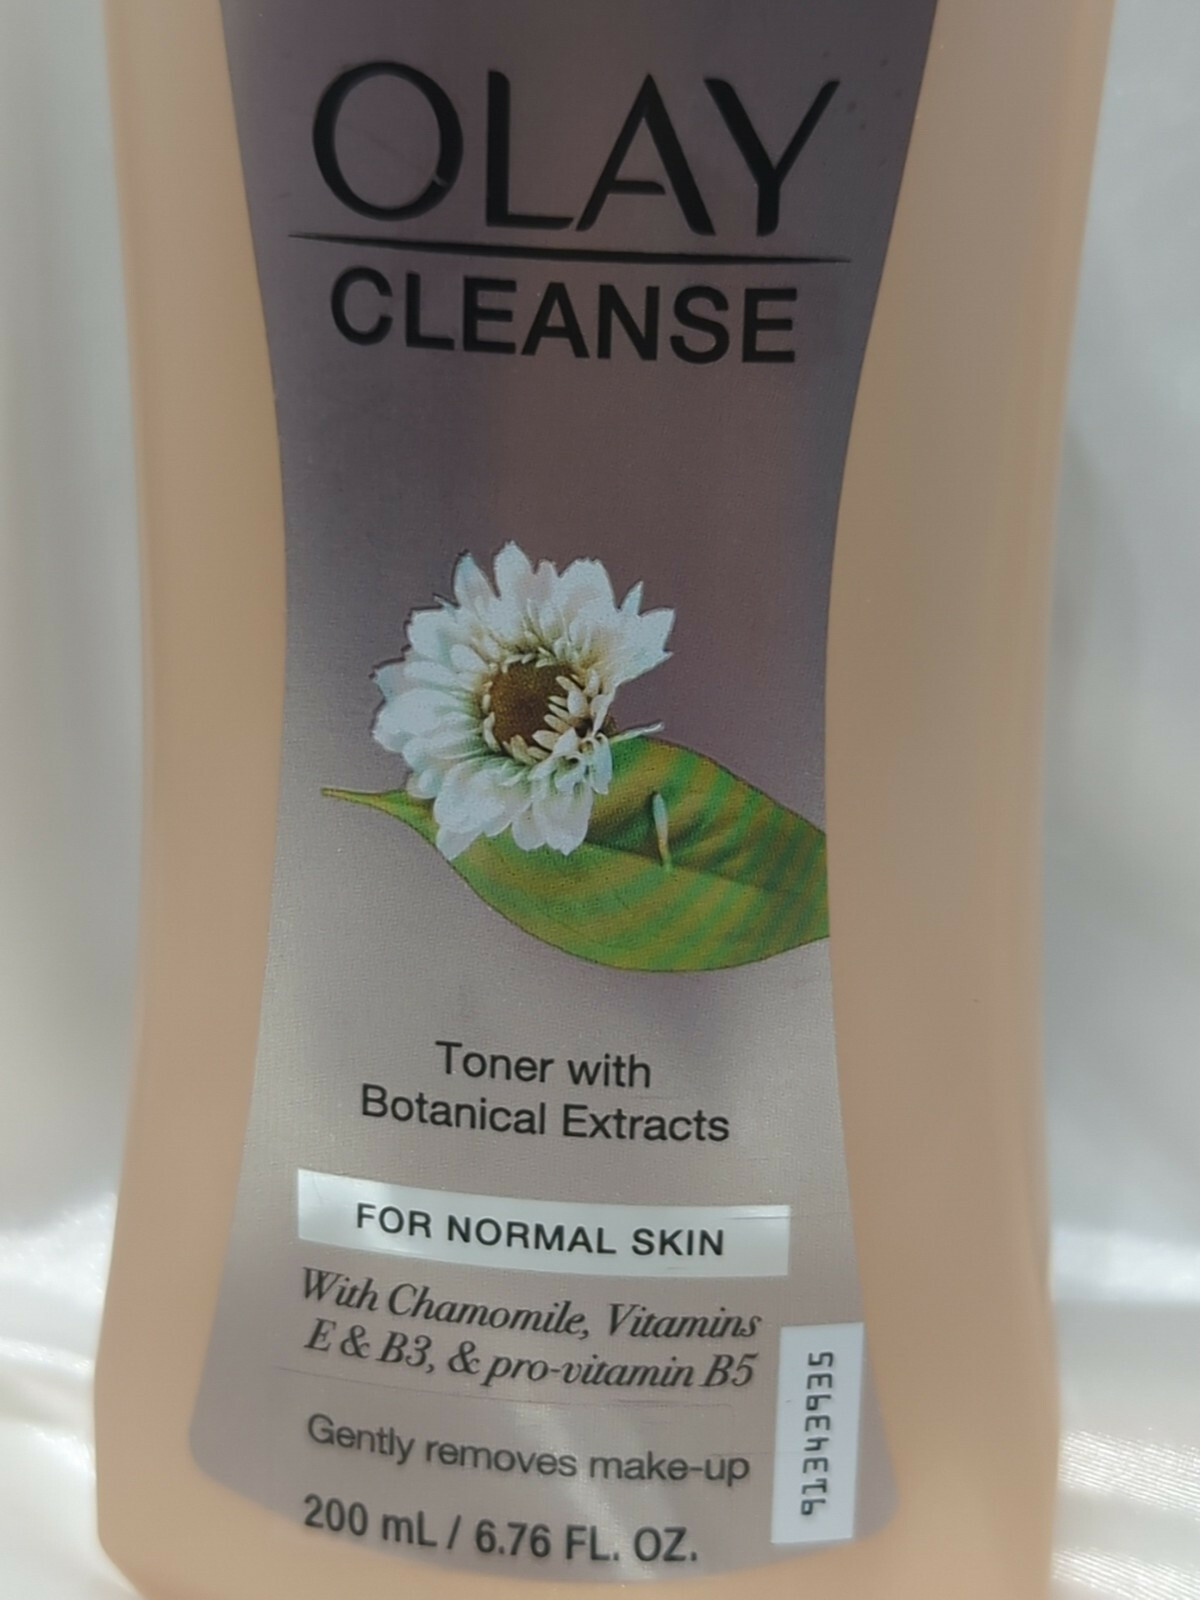 OLAY
CLEANSE
Toner with
Botanical Extracts
FOR NORMAL SKIN
With Chamomile, Vitamins
E & B3, & pro-vitamin B5
Gently removes make-up
200 mL / 6.76 FL. OZ.